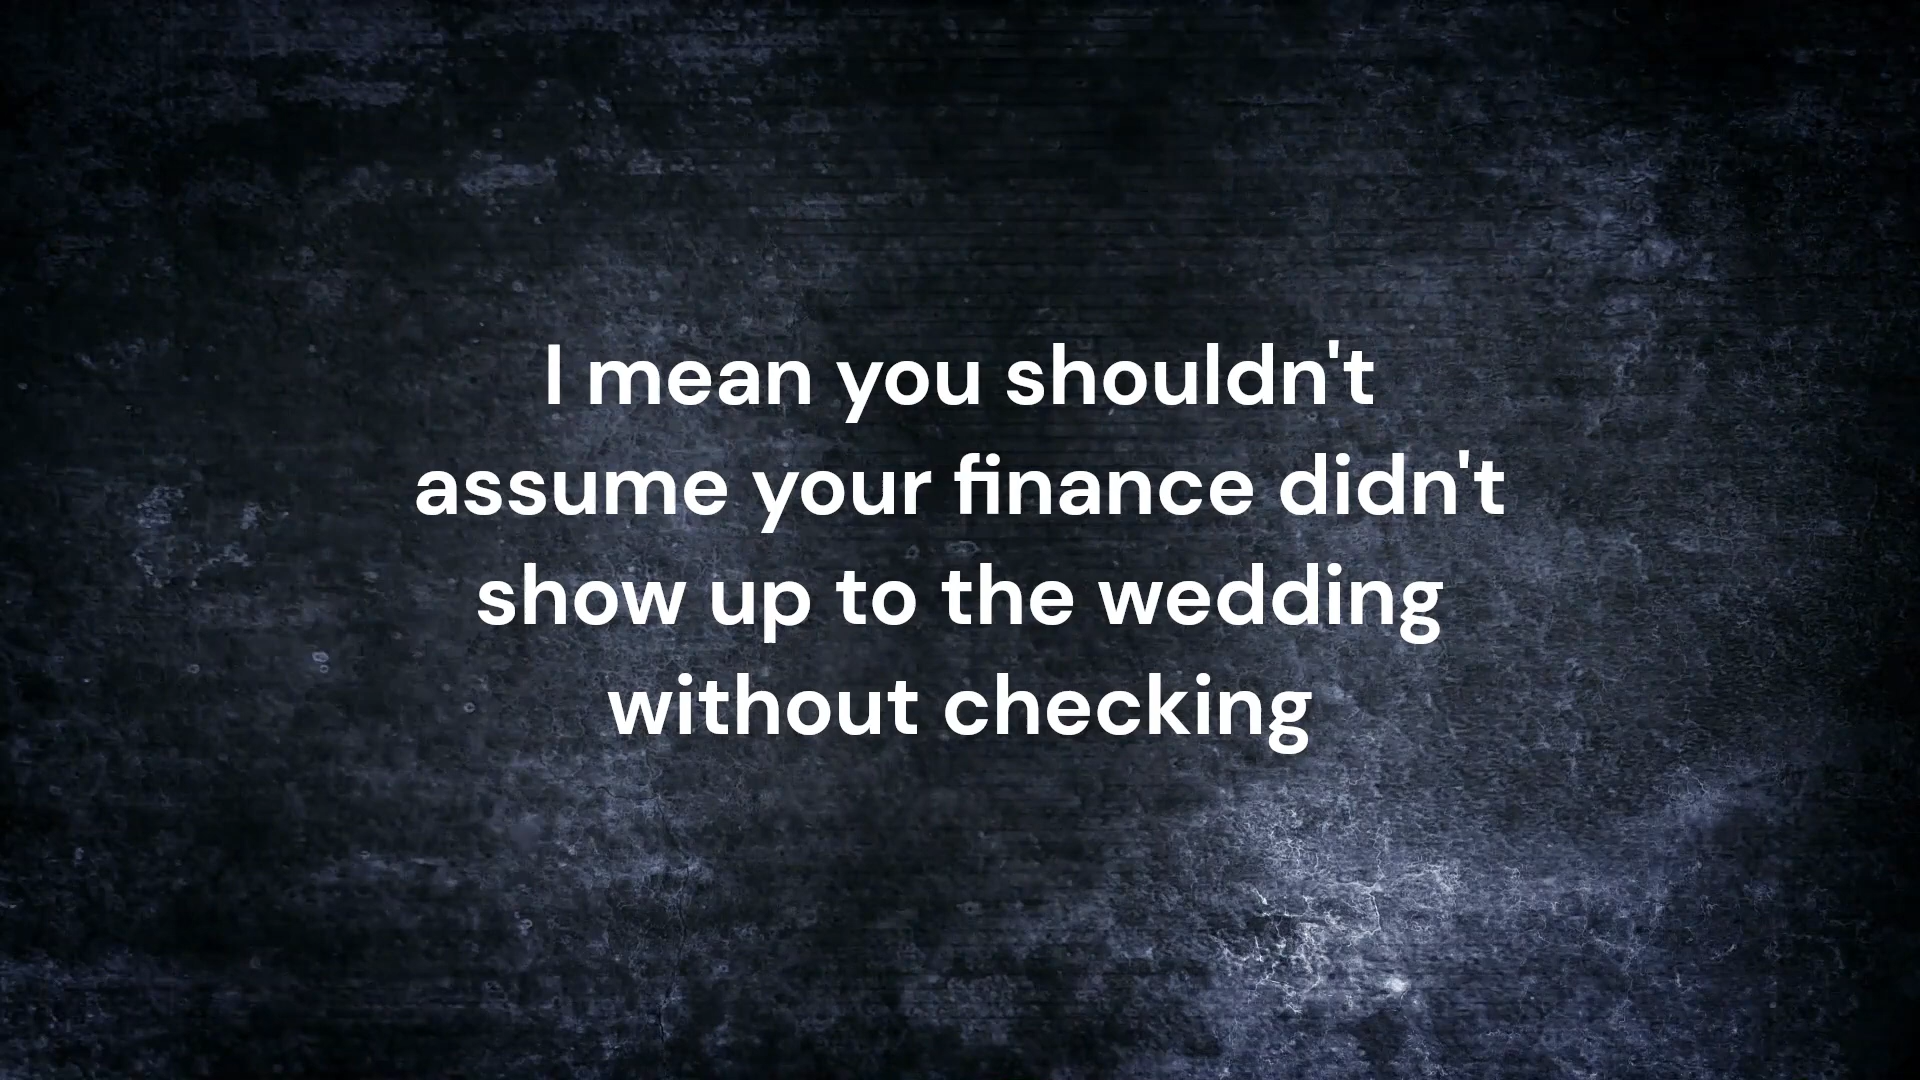 I mean you shouldn't
assume your finance didn't
show up to the wedding
without checking